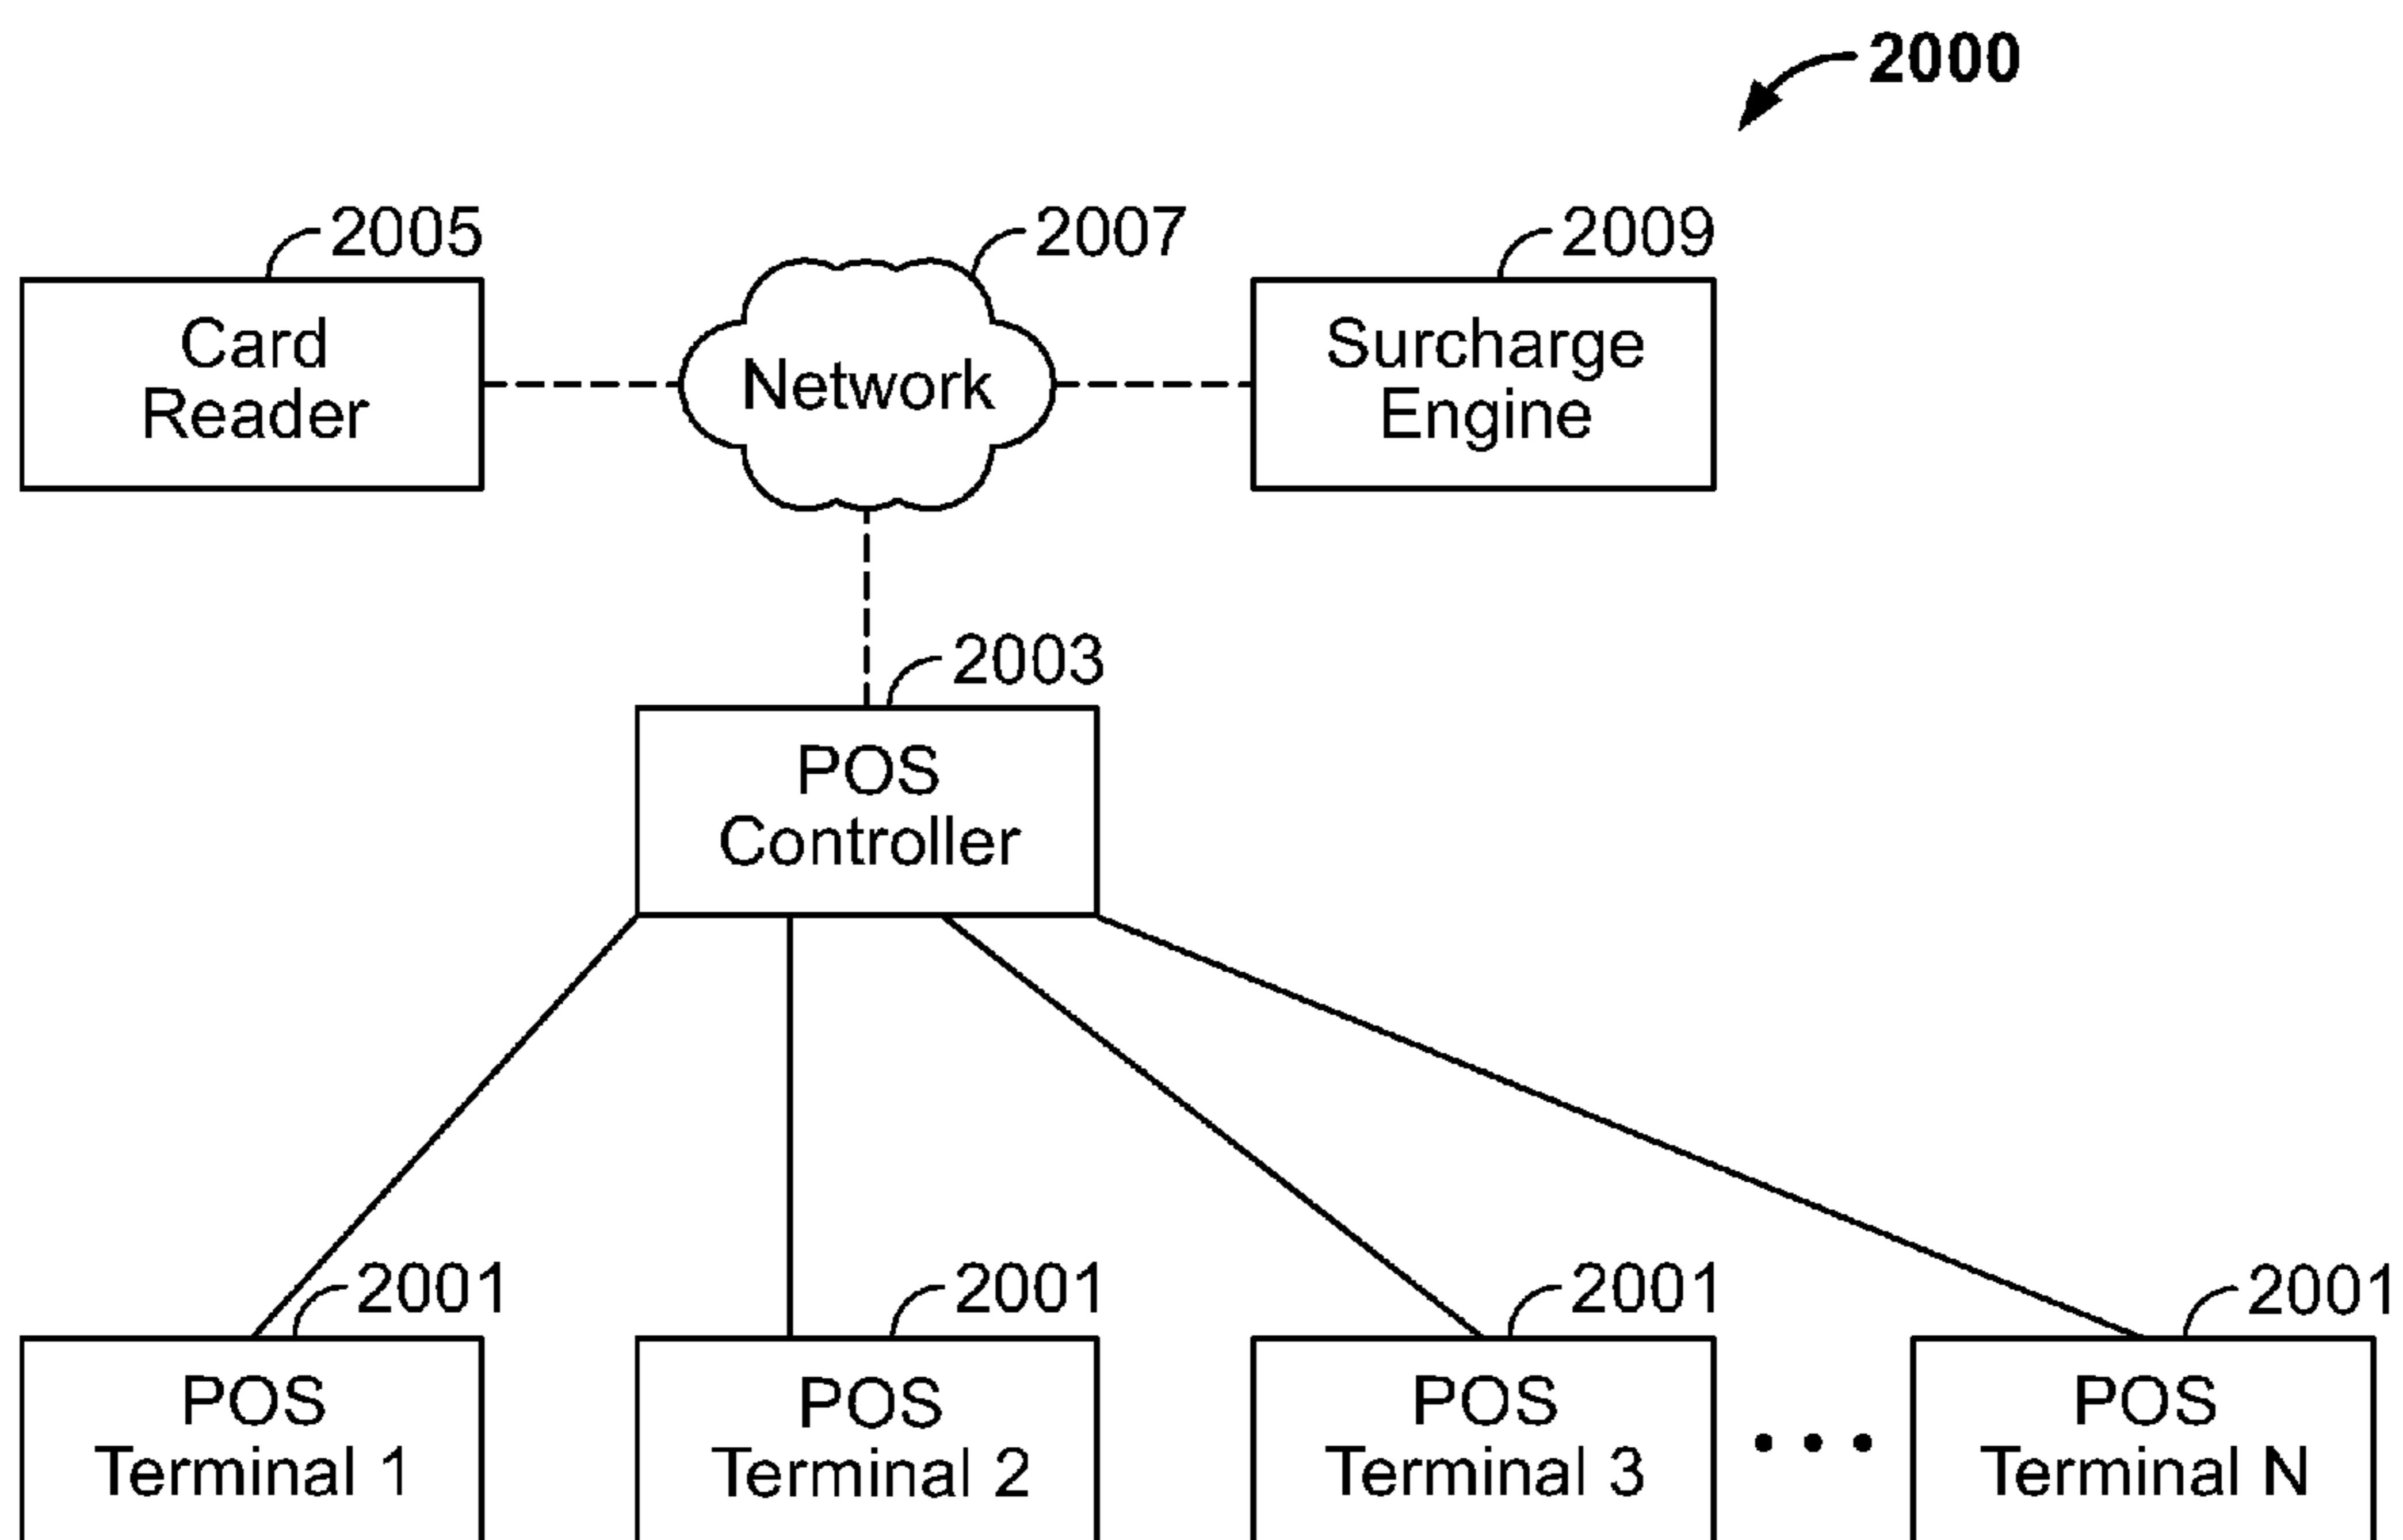 2000
2005
2007
2009
Card
Reader
Network
Surcharge
Engine
2003
POS
Controller
2001
2001
2001
2001
POS
Terminal 1
POS
Terminal 2
POS
Terminal 3
POS
Terminal N